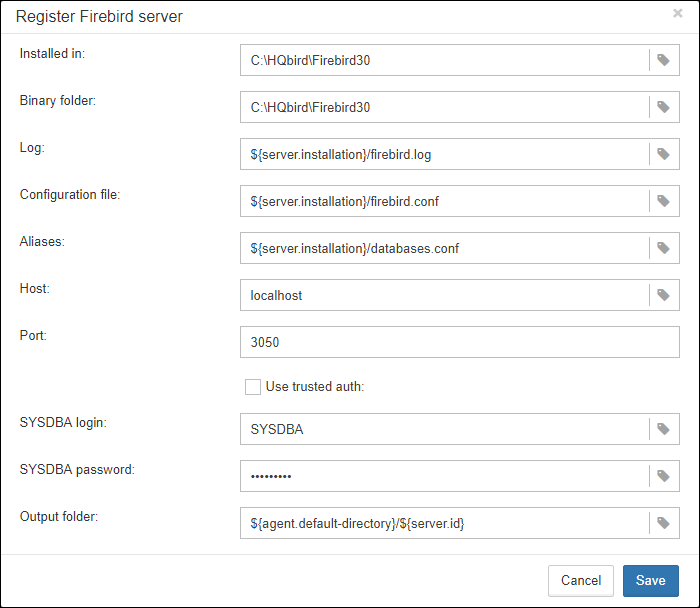 Register Firebird server ×
Installed in: C:\HQbird\Firebird30
Binary folder: C:\HQbird\Firebird30
Log: ${server.installation}/firebird.log
Configuration file: ${server.installation}/firebird.conf
Aliases: ${server.installation}/databases.conf
Host: localhost
Port: 3050
Use trusted auth:
SYSDBA login: SYSDBA
SYSDBA password: •••••••••
Output folder: ${agent.default-directory}/${server.id}
Cancel Save